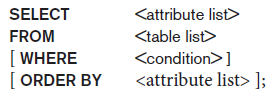 SELECT <attribute list>
FROM <table list>
[ WHERE <condition> ]
[ ORDER BY <attribute list> ];